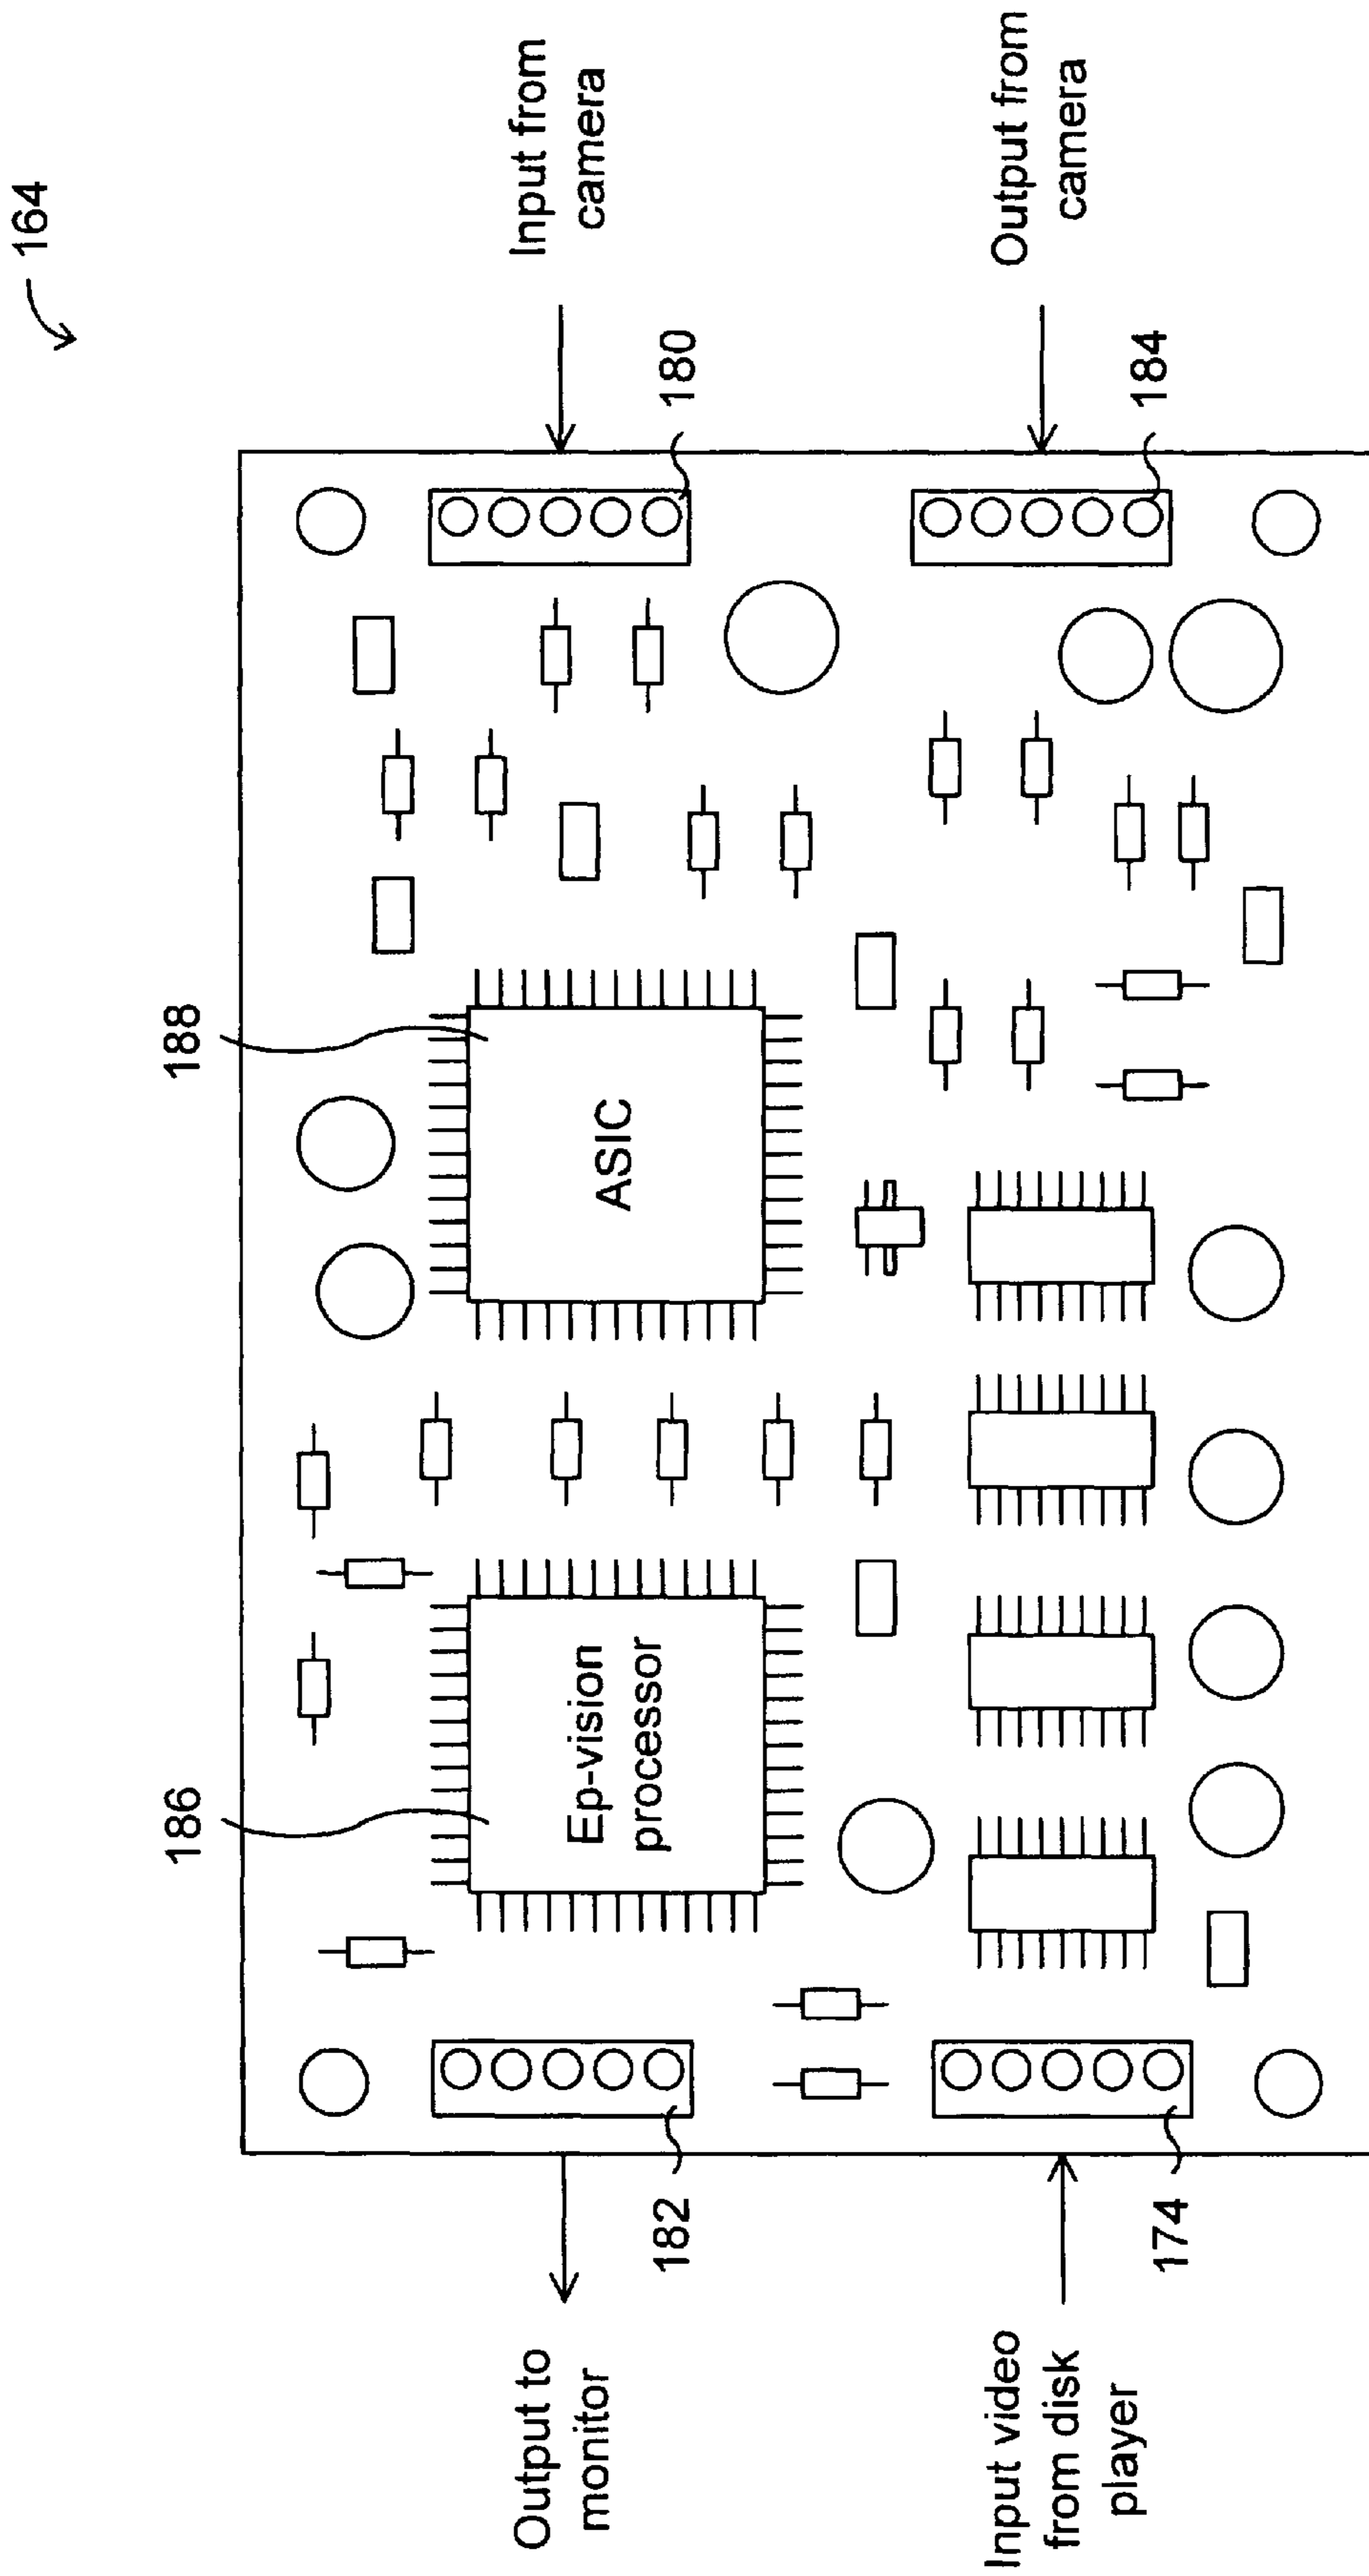 164
186
188
Output to
monitor
182
Ep-vision
processor
ASIC
180
Input from
camera
Input video
from disk
player
174
184
Output from
camera